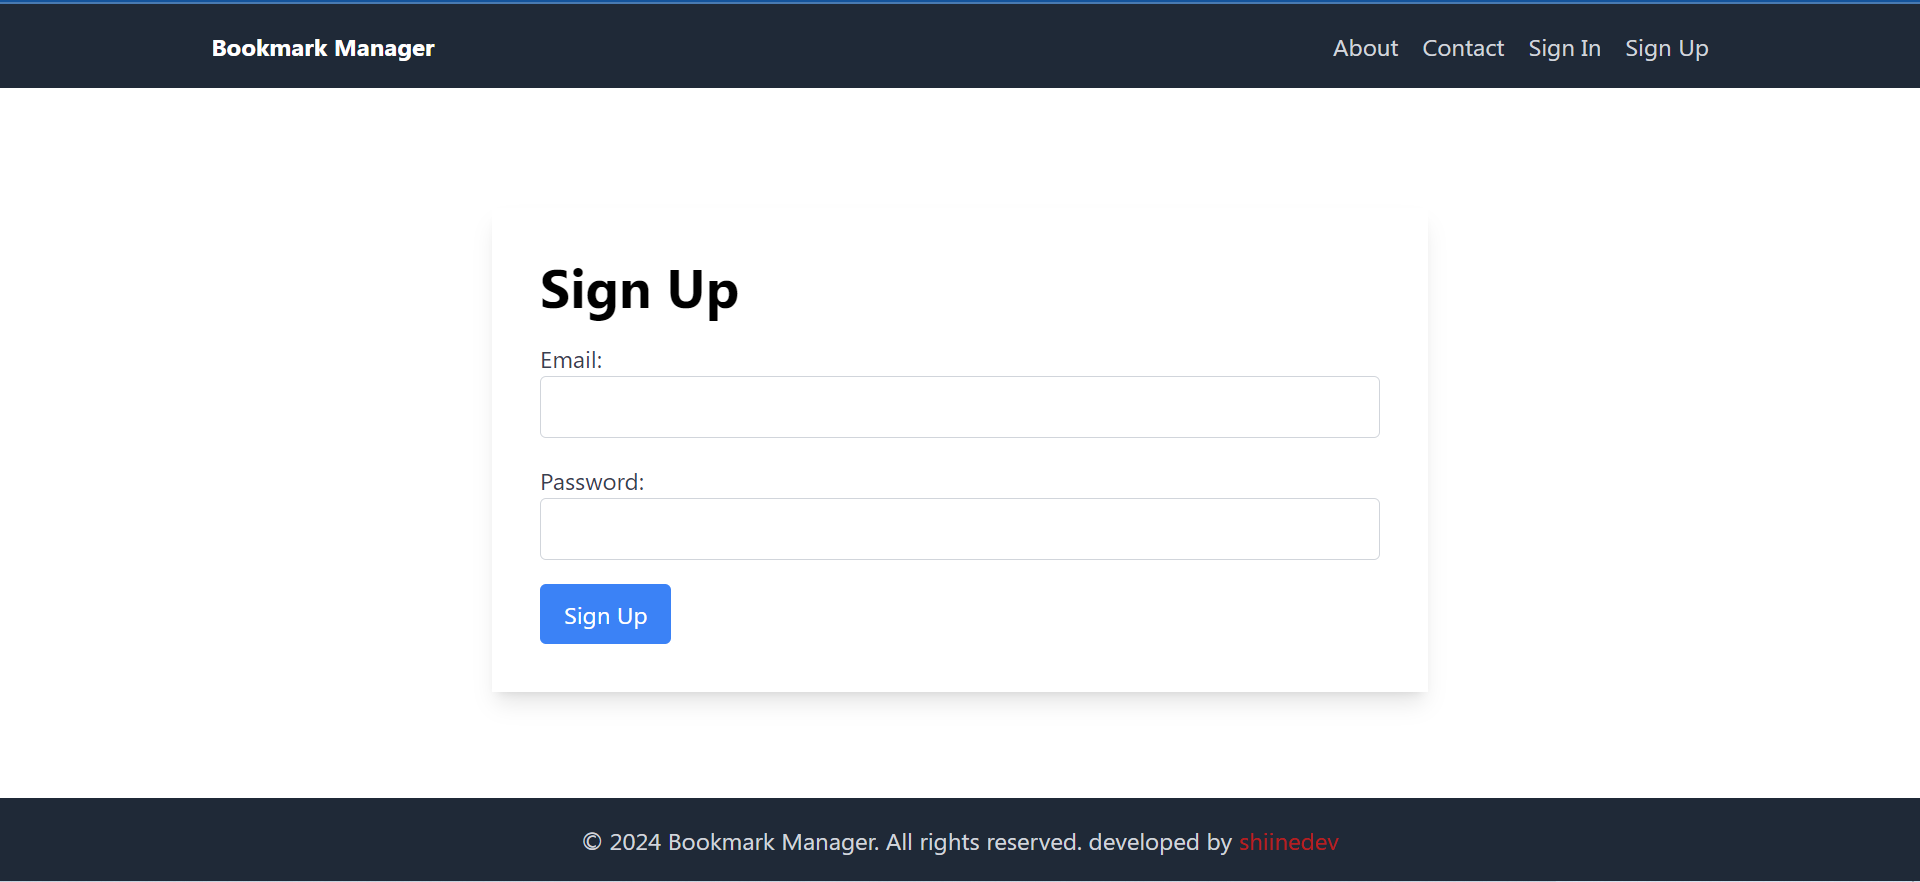 Bookmark Manager About Contact Sign In Sign Up
Sign Up
Email:
Password:
Sign Up
© 2024 Bookmark Manager. All rights reserved. developed by shiinedev